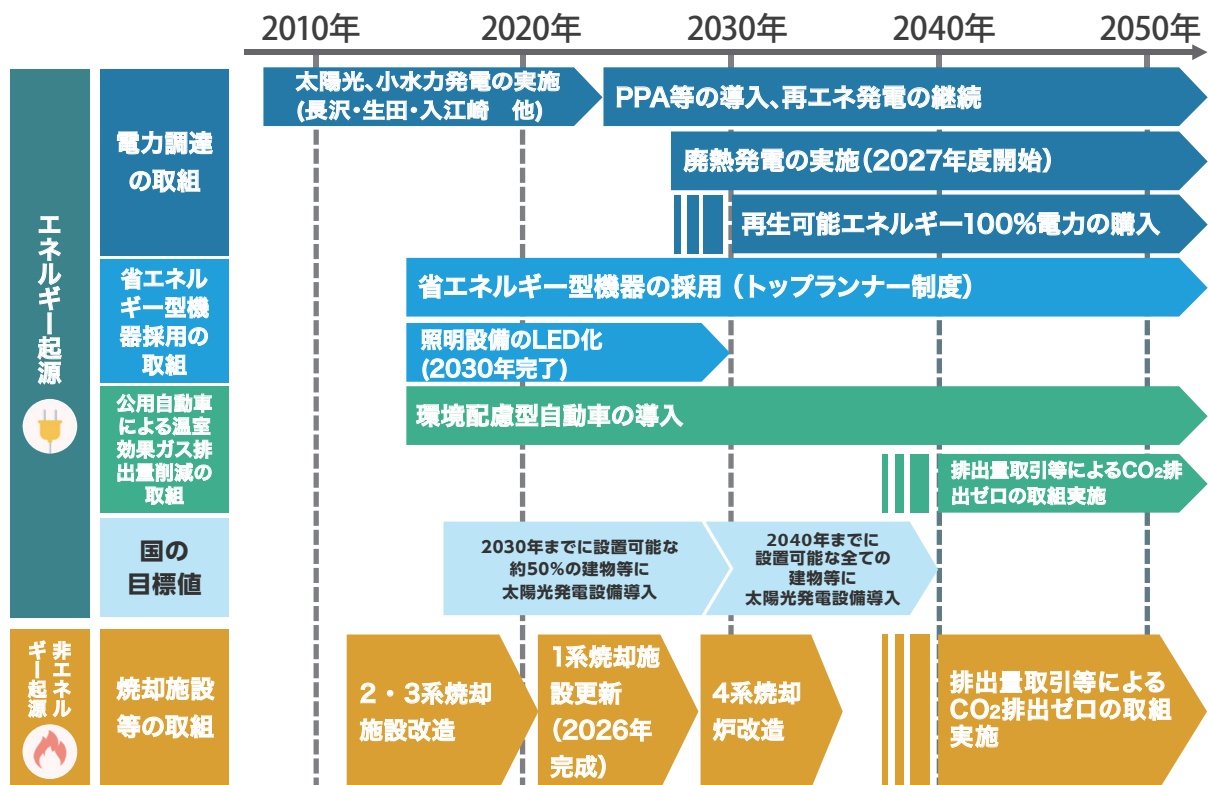 2010年
2020年
2030年
2040年
2050年
エネルギー起源
電力調達
の取組
太陽光、小水力発電の実施
(長沢・生田・入江崎　他)
PPA等の導入、再エネ発電の継続
廃熱発電の実施（2027年度開始）
再生可能エネルギー100%電力の購入
省エネル
ギー型機
器採用の
取組
省エネルギー型機器の採用（トップランナー制度）
照明設備のLED化
(2030年完了)
公用自動車
による温室
効果ガス排
出量削減の
取組
環境配慮型自動車の導入
排出量取引等によるCO₂排
出ゼロの取組実施
国の
目標値
2030年までに設置可能な
約50%の建物等に
太陽光発電設備導入
2040年までに
設置可能な全ての
建物等に
太陽光発電設備導入
非エネル
ギー起源
焼却施設
等の取組
2・3系焼却
施設改造
1系焼却施
設更新
（2026年
完成）
4系焼却
炉改造
排出量取引等による
CO₂排出ゼロの取組
実施